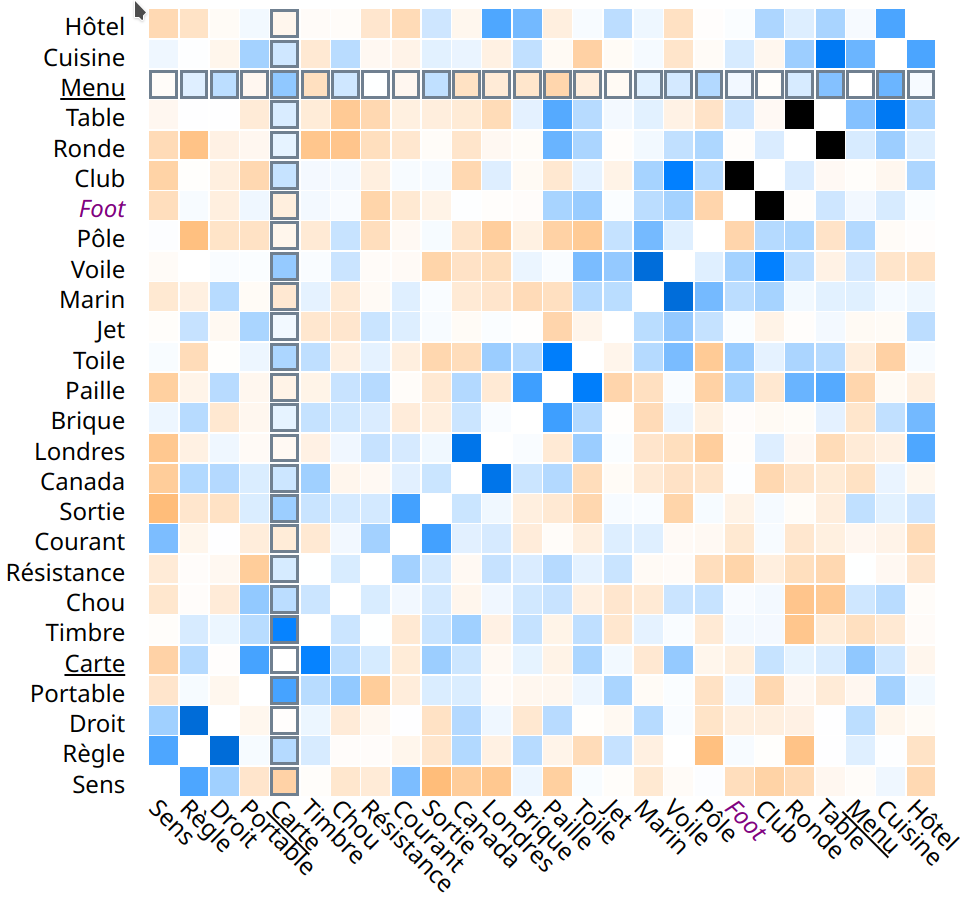 Hôtel
Cuisine
Menu
Table
Ronde
Club
Foot
Pôle
Voile
Marin
Jet
Toile
Paille
Brique
Londres
Canada
Sortie
Courant
Résistance
Chou
Timbre
Carte
Portable
Droit
Règle
Sens
Sens
Règle
Droit
Portable
Carte
Timbre
Chou
Résistance
Courant
Sortie
Canada
Londres
Brique
Paille
Toile
Jet
Marin
Voile
Pôle
Foot
Club
Ronde
Table
Menu
Cuisine
Hôtel